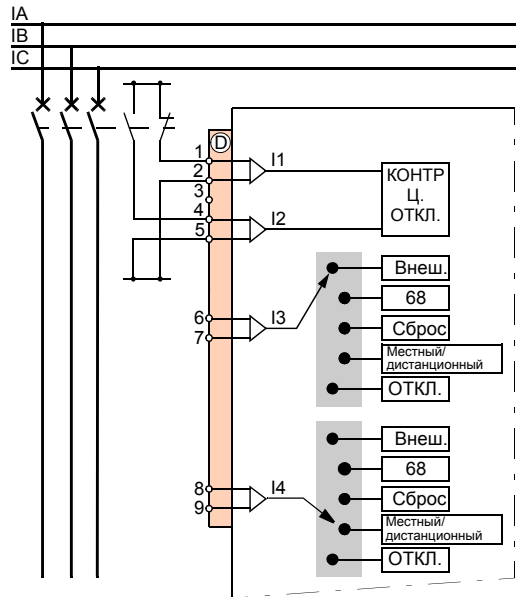 IA
IB
IC
D
1
2
3
4
5
I1
I2
КОНТР
Ц.
ОТКЛ.
6
7
I3
Внеш.
68
Сброс
Местный/
дистанционный
ОТКЛ.
8
9
I4
Внеш.
68
Сброс
Местный/
дистанционный
ОТКЛ.